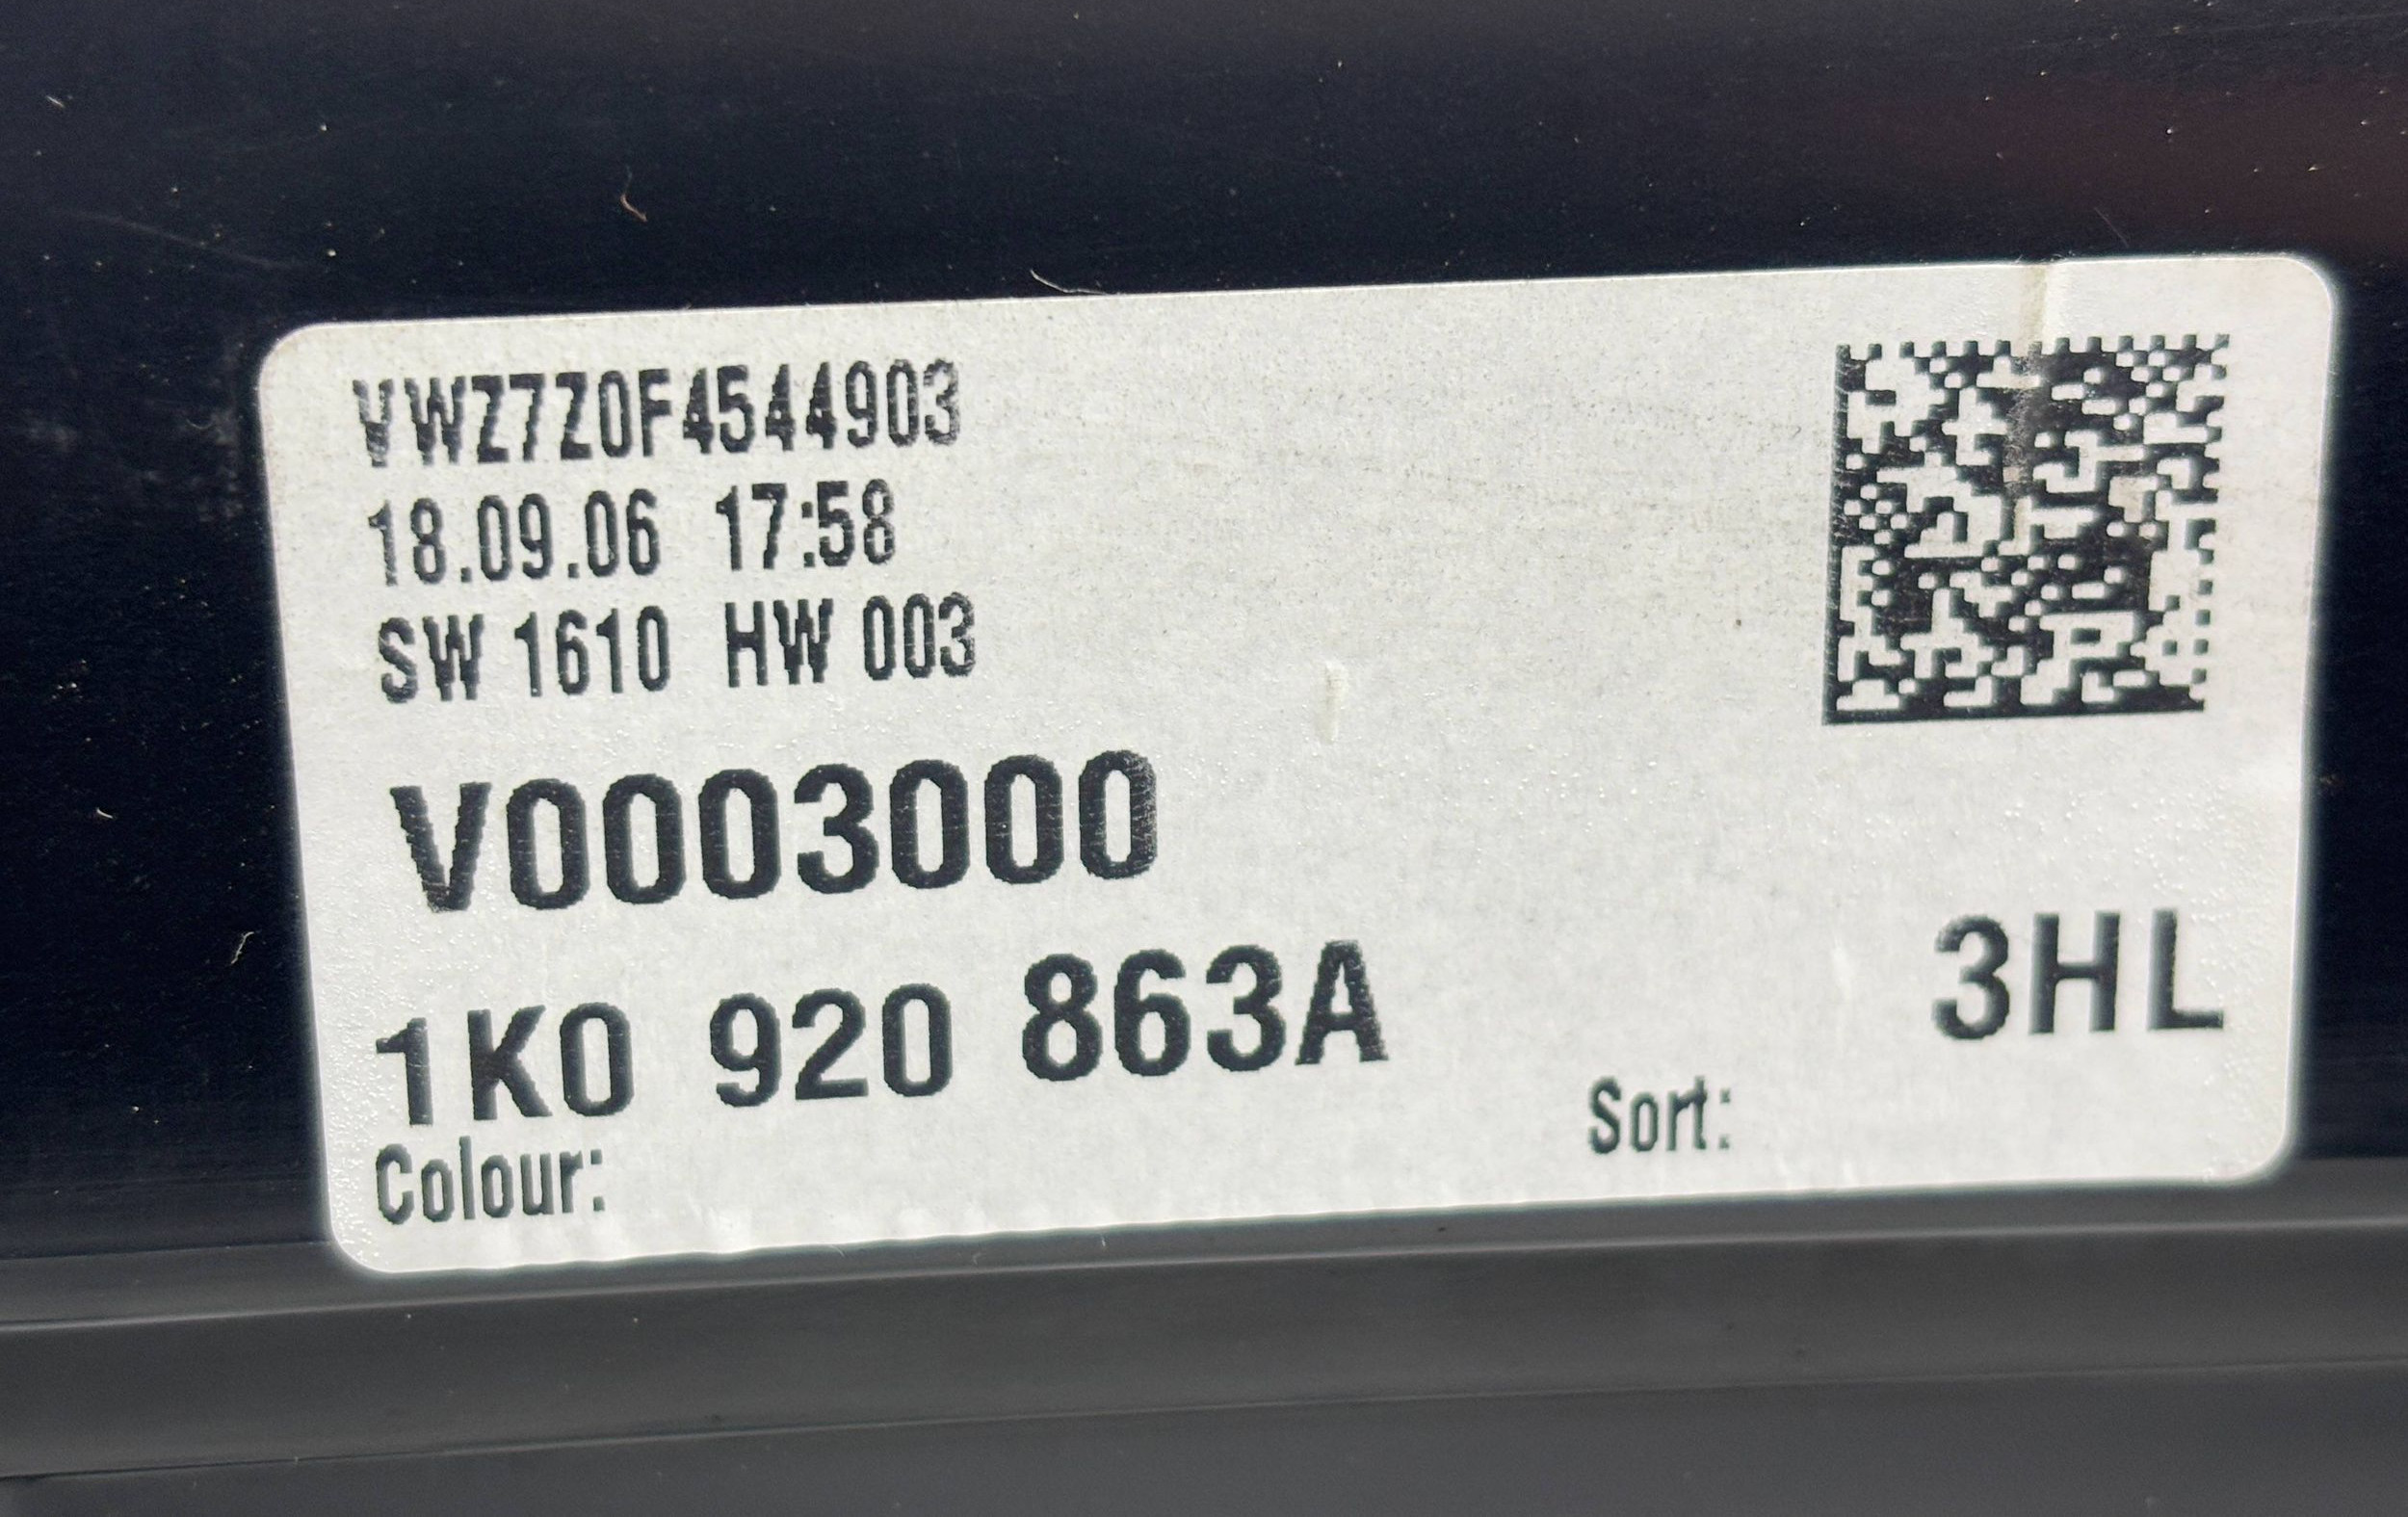 VWZ7Z0F4544903
18.09.06 17:58
SW 1610 HW 003
V0003000
1K0 920 863A 3HL
Colour: Sort: